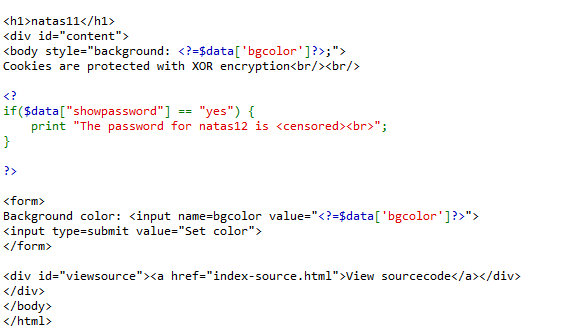 <h1>natas11</h1>
<div id="content">
<body style="background: <?=$data['bgcolor']?>;">
Cookies are protected with XOR encryption<br/><br/>
<?
if($data["showpassword"] == "yes") {
    print "The password for natas12 is <censored><br>";
}
?>
<form>
Background color: <input name=bgcolor value="<?=$data['bgcolor']?>">
<input type=submit value="Set color">
</form>
<div id="viewsource"><a href="index-source.html">View sourcecode</a></div>
</div>
</body>
</html>